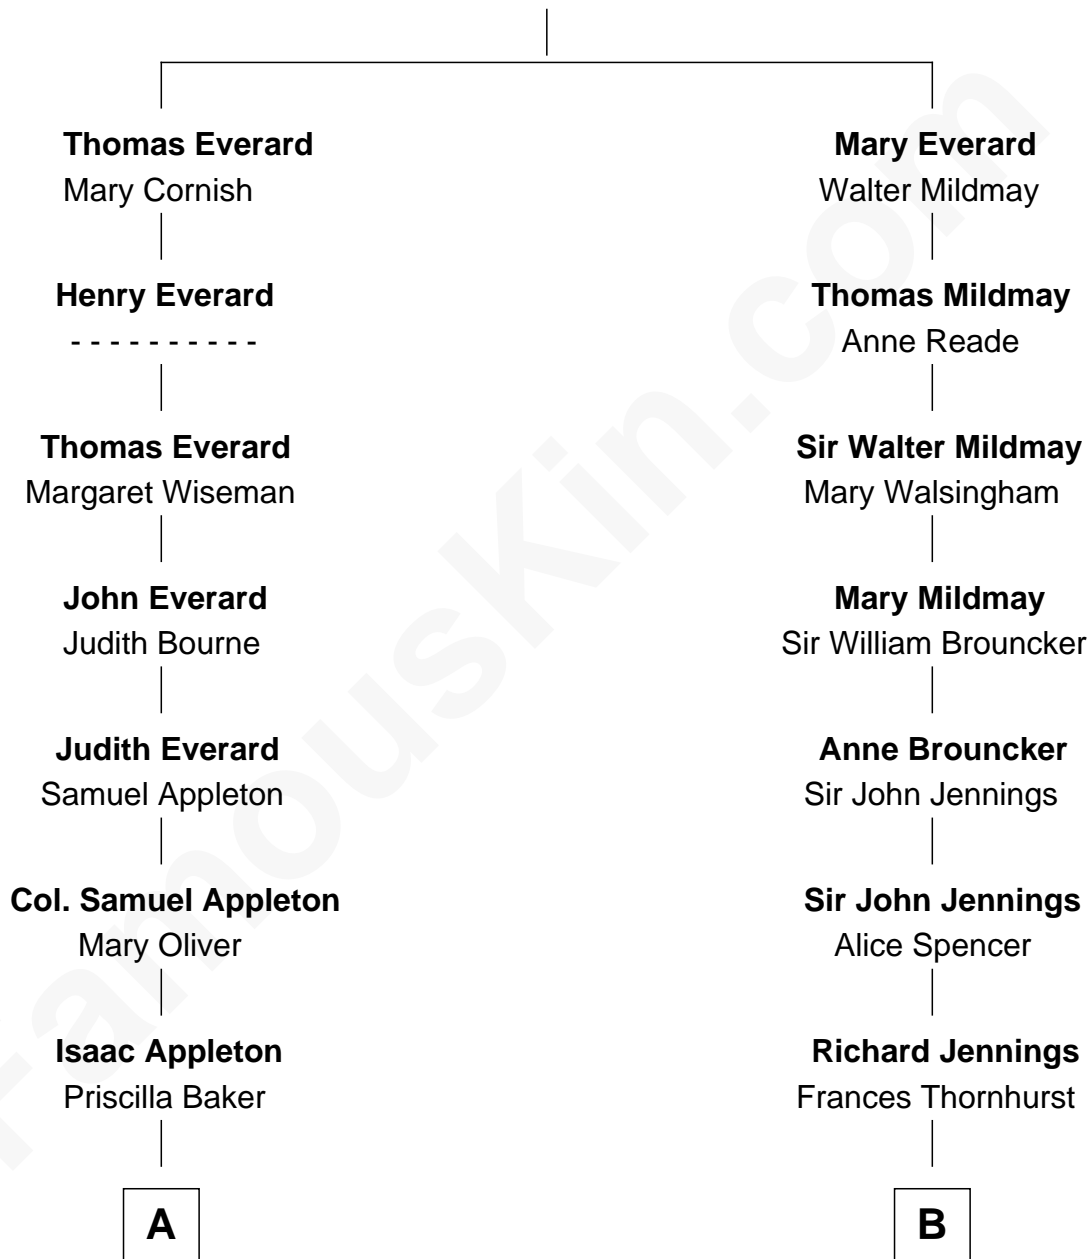 Thomas Everard
Mary Cornish
Henry Everard
- - - - - - - - - -
Thomas Everard
Margaret Wiseman
John Everard
Judith Bourne
Judith Everard
Samuel Appleton
Col. Samuel Appleton
Mary Oliver
Isaac Appleton
Priscilla Baker
A
Mary Everard
Walter Mildmay
Thomas Mildmay
Anne Reade
Sir Walter Mildmay
Mary Walsingham
Mary Mildmay
Sir William Brouncker
Anne Brouncker
Sir John Jennings
Sir John Jennings
Alice Spencer
Richard Jennings
Frances Thornhurst
B
FamousKin.com